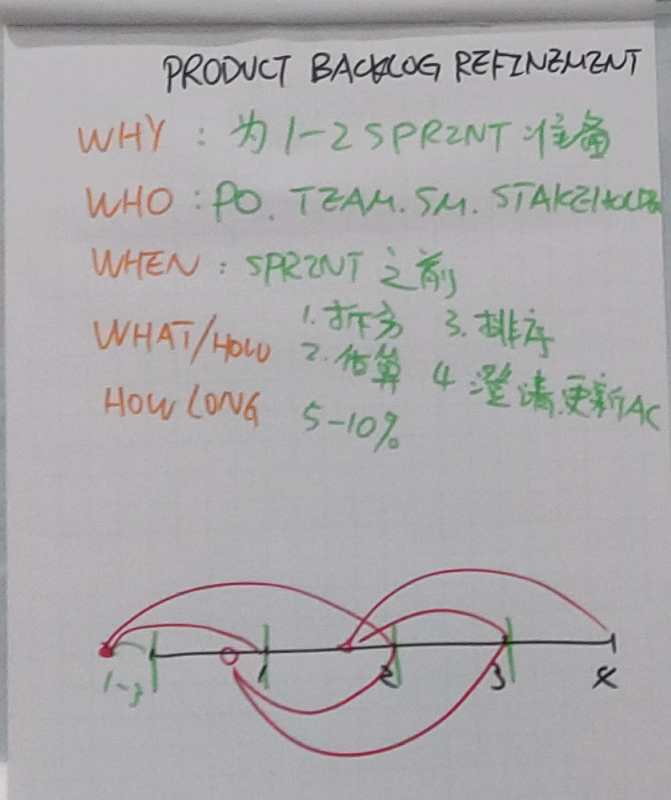 PRODUCT BACKLOG REFINEMENT
WHY : 为 1-2 SPRINT 准备
WHO : PO. TEAM. SM. STAKEHOLDER
WHEN : SPRINT 之前
WHAT/HOW 1. 拆分 3. 排序
2. 估算 4 澄清.更新AC
HOW LONG 5-10%
1 2 3 4